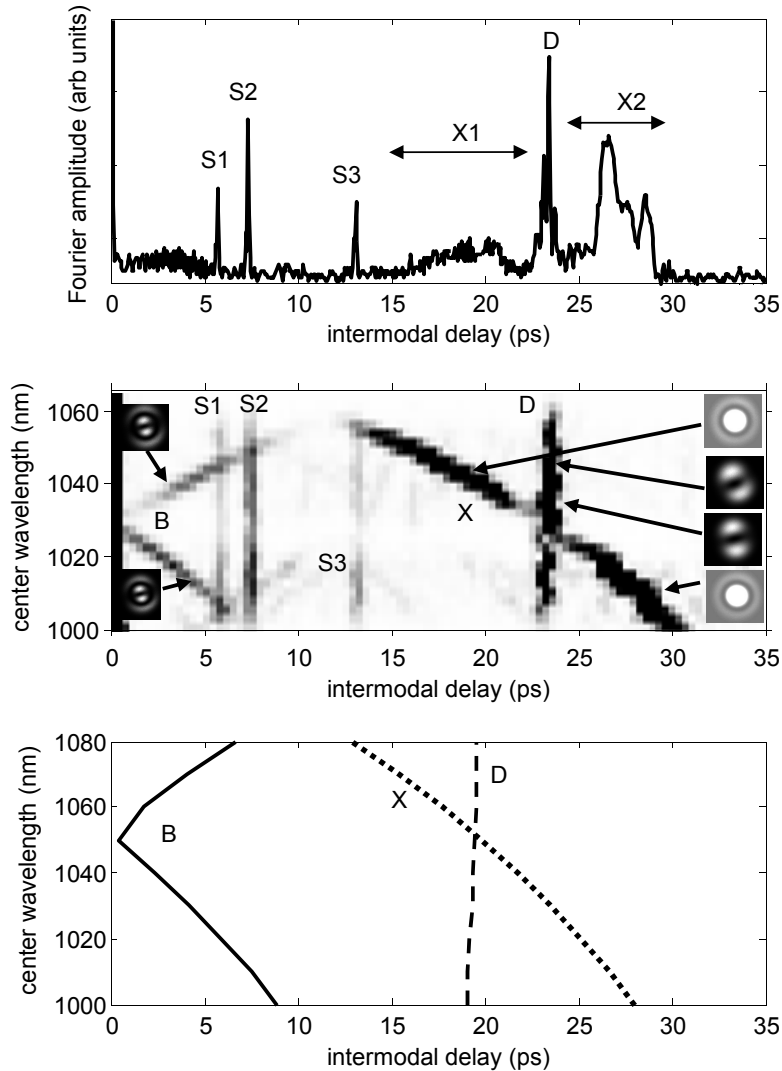 Fourier amplitude (arb units)
S1
S2
S3
X1
D
X2
0 5 10 15 20 25 30 35
intermodal delay (ps)
center wavelength (nm)
1060
1040
1020
1000
S1 S2
D
B
X
S3
0 5 10 15 20 25 30 35
intermodal delay (ps)
center wavelength (nm)
1080
1060
1040
1020
1000
B
X
D
0 5 10 15 20 25 30 35
intermodal delay (ps)